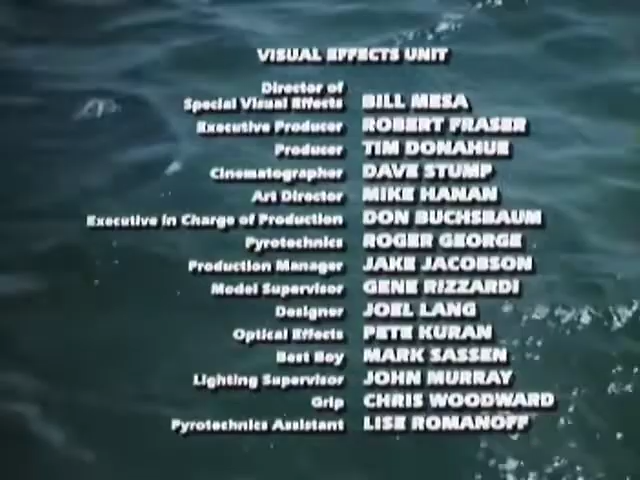 VISUAL EFFECTS UNIT
Director of
Special Visual Effects BILL MESA
Executive Producer ROBERT FRASER
Producer TIM DONAHUE
Cinematographer DAVE STUMP
Art Director MIKE HANAN
Executive in Charge of Production DON BUCHSBAUM
Pyrotechnics ROGER GEORGE
Production Manager JAKE JACOBSON
Model Supervisor GENE RIZZARDI
Designer JOEL LANG
Optical Effects PETE KURAN
Best Boy MARK SASSEN
Lighting Supervisor JOHN MURRAY
Grip CHRIS WOODWARD
Pyrotechnics Assistant LISE ROMANOFF